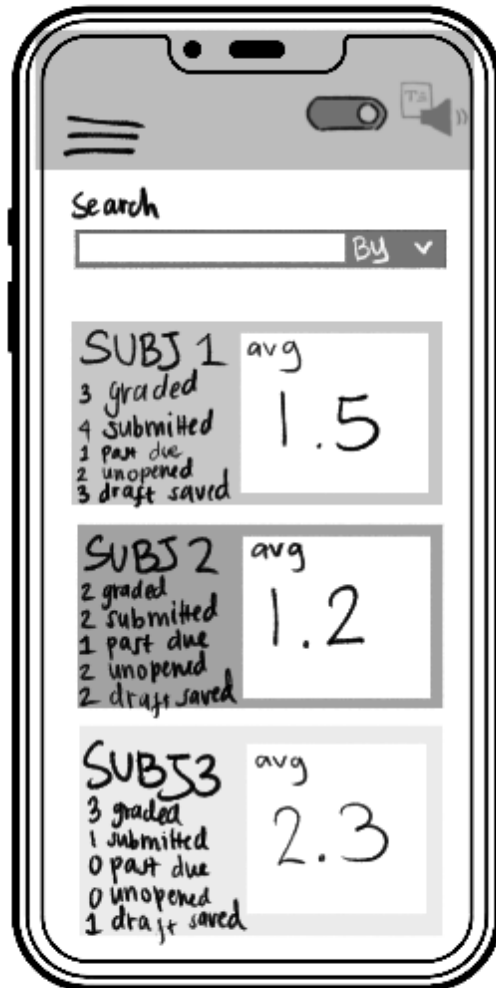 Ts
Search
By
SUBJ 1
3 graded
4 submitted
1 past due
2 unopened
3 draft saved
avg
1.5
SUBJ 2
2 graded
2 submitted
1 past due
2 unopened
2 draft saved
avg
1.2
SUBJ3
3 graded
1 submitted
0 past due
0 unopened
1 draft saved
avg
2.3